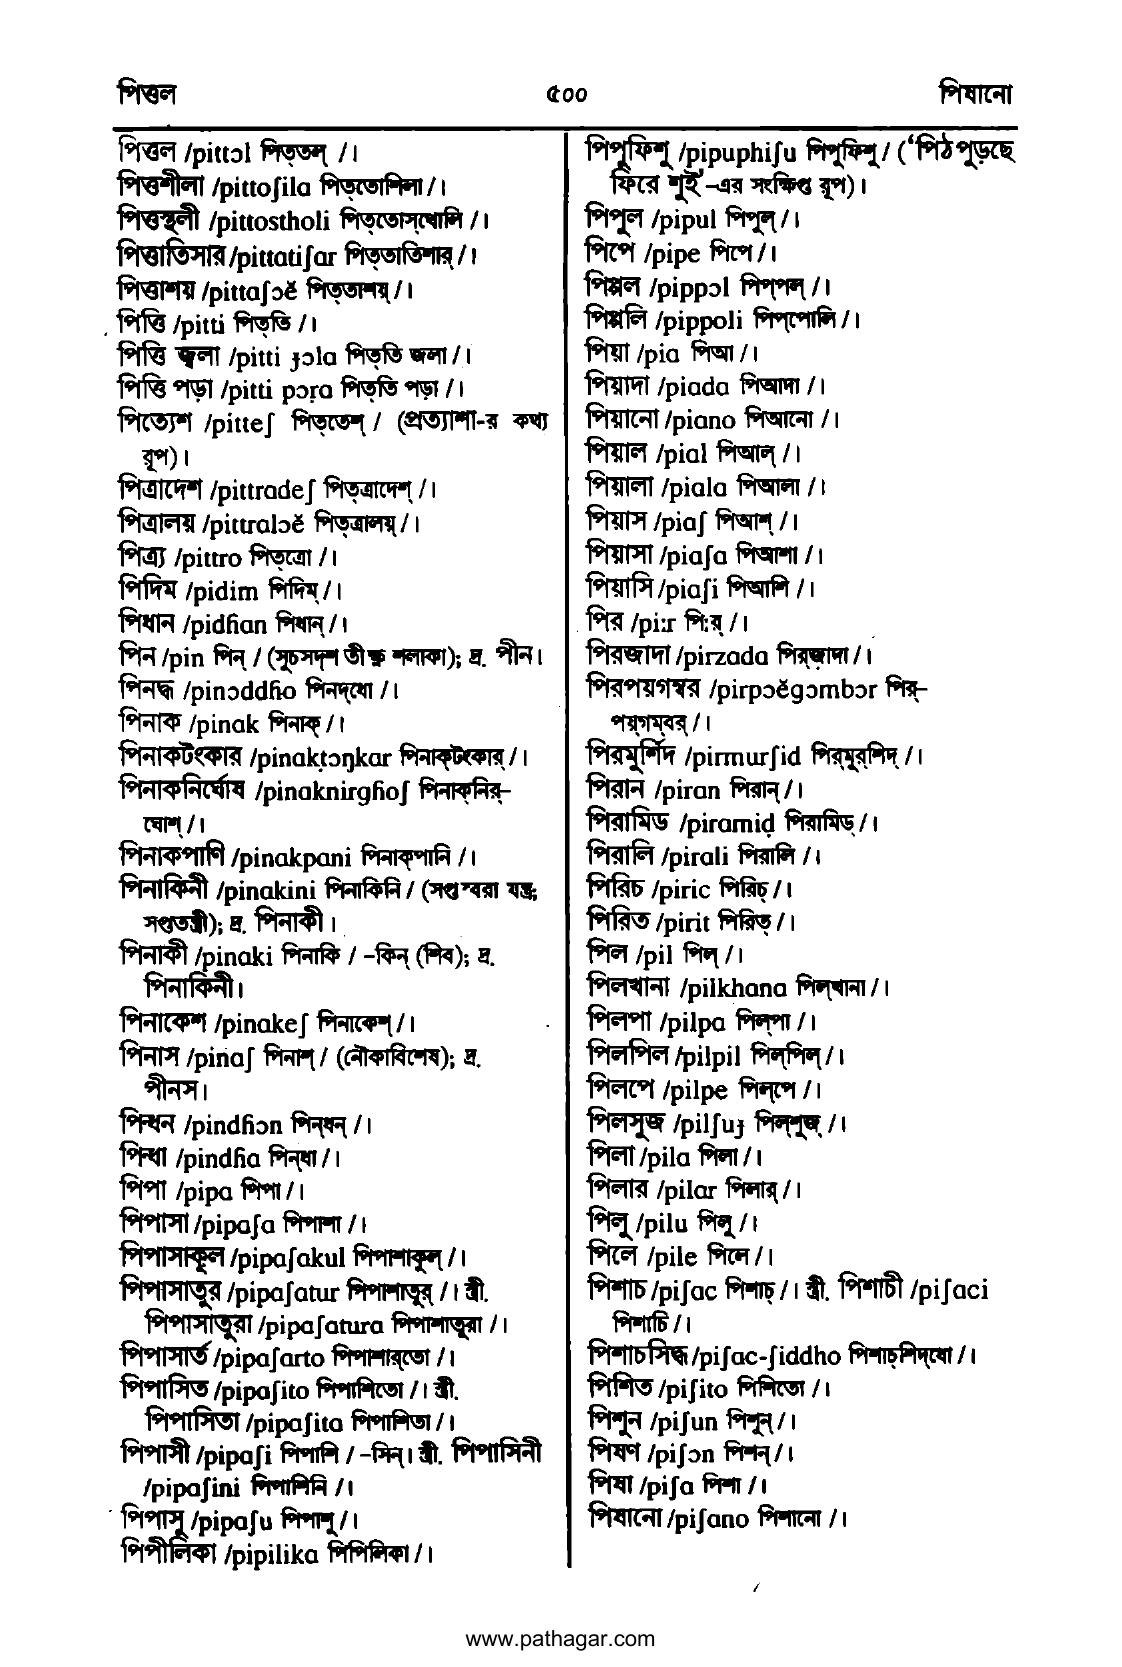 পিত্তল ৫০০ পিষানো
পিত্তল /pittɔl পিত্‌তল্ /।
পিত্তশীলা /pittoʃila পিত্‌তোশিলা /।
পিত্তস্থলী /pittostholi পিত্‌তোস্‌থোলি /।
পিত্তাতিসার /pittatiʃar পিত্‌তাতিশার্ /।
পিত্তাশয় /pittaʃɔĕ পিত্‌তাশয়্ /।
পিত্তি /pitti পিত্‌তি /।
পিত্তি জ্বলা /pitti ɟɔla পিত্‌তি জলা /।
পিত্তি পড়া /pitti pɔɽa পিত্‌তি পড়া /।
পিত্যেশ /pitteʃ পিত্‌তেশ্ / (প্রত্যাশা-র কথ্য
রূপ)।
পিত্রাদেশ /pittradeʃ পিত্‌ত্রাদেশ্ /।
পিত্রালয় /pittralɔĕ পিত্‌ত্রালয়্ /।
পিত্র্য /pittro পিত্‌ত্রো /।
পিদিম /pidim পিদিম্ /।
পিধান /pidɦan পিধান্ /।
পিন /pin পিন্ / (সূচসদৃশ তীক্ষ্ণ শলাকা); দ্র. পীন।
পিনদ্ধ /pinɔddɦo পিনদ্‌ধো /।
পিনাক /pinak পিনাক্ /।
পিনাকটংকার /pinakṭɔŋkar পিনাক্‌টংকার্ /।
পিনাকনির্ঘোষ /pinaknirgɦoʃ পিনাক্‌নির্-
ঘোশ্ /।
পিনাকপাণি /pinakpani পিনাক্‌পানি /।
পিনাকিনী /pinakini পিনাকিনি / (সপ্তস্বরা যন্ত্র;
সপ্ততন্ত্রী); দ্র. পিনাকী।
পিনাকী /pinaki পিনাকি / -কিন্ (শিব); দ্র.
পিনাকিনী।
পিনাকেশ /pinakeʃ পিনাকেশ্ /।
পিনাস /pinaʃ পিনাশ্ / (নৌকাবিশেষ); দ্র.
পীনস।
পিন্ধন /pindɦɔn পিন্‌ধন্ /।
পিন্ধা /pindɦa পিন্‌ধা /।
পিপা /pipa পিপা /।
পিপাসা /pipaʃa পিপাশা /।
পিপাসাকুল /pipaʃakul পিপাশাকুল্ /।
পিপাসাতুর /pipaʃatur পিপাশাতুর্ /। স্ত্রী.
পিপাসাতুরা /pipaʃatura পিপাশাতুরা /।
পিপাসার্ত /pipaʃarto পিপাশার্‌তো /।
পিপাসিত /pipaʃito পিপাশিতো /। স্ত্রী.
পিপাসিতা /pipaʃita পিপাশিতা /।
পিপাসী /pipaʃi পিপাশি / -সিন্। স্ত্রী. পিপাসিনী
/pipaʃini পিপাশিনি /।
পিপাসু /pipaʃu পিপাশু /।
পিপীলিকা /pipilika পিপিলিকা /।
পিপুফিশু /pipuphiʃu পিপুফিশু / ('পিঠ পুড়ছে
ফিরে শুই'-এর সংক্ষিপ্ত রূপ)।
পিপুল /pipul পিপুল্ /।
পিপে /pipe পিপে /।
পিপ্পল /pippɔl পিপ্‌পল্ /।
পিপ্পলি /pippoli পিপ্‌পোলি /।
পিয়া /pia পিআ /।
পিয়াদা /piada পিআদা /।
পিয়ানো /piano পিআনো /।
পিয়াল /pial পিআল্ /।
পিয়ালা /piala পিআলা /।
পিয়াস /piaʃ পিআশ্ /।
পিয়াসা /piaʃa পিআশা /।
পিয়াসি /piaʃi পিআশি /।
পির /pi:r পি:র্ /।
পিরজাদা /pirzada পির্‌জ়াদা /।
পিরপয়গম্বর /pirpɔĕgɔmbɔr পির্-
পয়্‌গম্‌বর্ /।
পিরমুর্শিদ /pirmurʃid পির্‌মুর্‌শিদ্ /।
পিরান /piran পিরান্ /।
পিরামিড /piramiḍ পিরামিড্ /।
পিরালি /pirali পিরালি /।
পিরিচ /piric পিরিচ্ /।
পিরিত /pirit পিরিত্ /।
পিল /pil পিল্ /।
পিলখানা /pilkhana পিল্‌খানা /।
পিলপা /pilpa পিল্‌পা /।
পিলপিল /pilpil পিল্‌পিল্ /।
পিলপে /pilpe পিল্‌পে /।
পিলসুজ /pilʃuɟ পিল্‌শুজ্ /।
পিলা /pila পিলা /।
পিলার /pilar পিলার্ /।
পিলু /pilu পিলু /।
পিলে /pile পিলে /।
পিশাচ /piʃac পিশাচ্ /। স্ত্রী. পিশাচী /piʃaci
পিশাচি /।
পিশাচসিদ্ধ /piʃac-ʃiddho পিশাচ্‌শিদ্‌ধো /।
পিশিত /piʃito পিশিতো /।
পিশুন /piʃun পিশুন্ /।
পিষণ /piʃɔn পিশন্ /।
পিষা /piʃa পিশা /।
পিষানো /piʃano পিশানো /।
www.pathagar.com